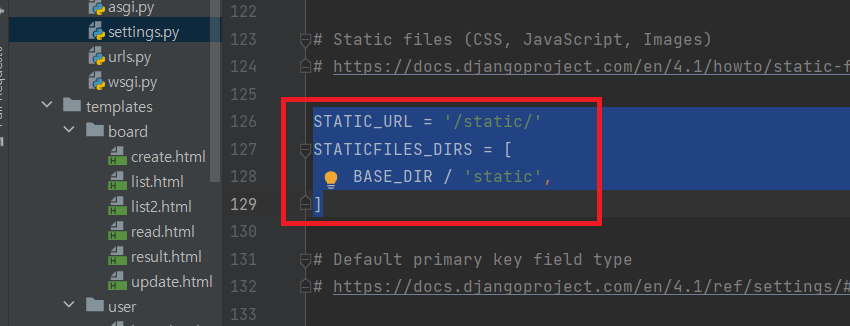 asgi.py
settings.py
urls.py
wsgi.py
templates
board
create.html
list.html
list2.html
read.html
result.html
update.html
user
122
123 # Static files (CSS, JavaScript, Images)
124 # https://docs.djangoproject.com/en/4.1/howto/static-f
125
126 STATIC_URL = '/static/'
127 STATICFILES_DIRS = [
128 BASE_DIR / 'static',
129 ]
130
131 # Default primary key field type
132 # https://docs.djangoproject.com/en/4.1/ref/settings/#
133